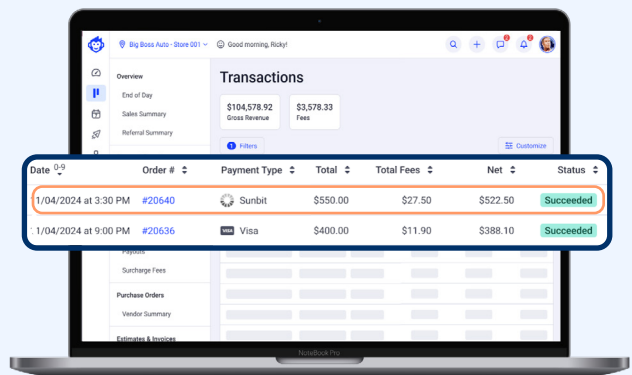 Big Boss Auto - Store 001
Good morning, Ricky!
2
2
Overview
End of Day
Sales Summary
Referral Summary
Transactions
$104,578.92
Gross Revenue
$3,578.33
Fees
1 Filters
Customize
Date 0-9 Order # Payment Type Total Total Fees Net Status
1/04/2024 at 3:30 PM #20640 Sunbit $550.00 $27.50 $522.50 Succeeded
1/04/2024 at 9:00 PM #20636 VISA Visa $400.00 $11.90 $388.10 Succeeded
Payouts
Surcharge Fees
Purchase Orders
Vendor Summary
Estimates & Invoices
NoteBook Pro